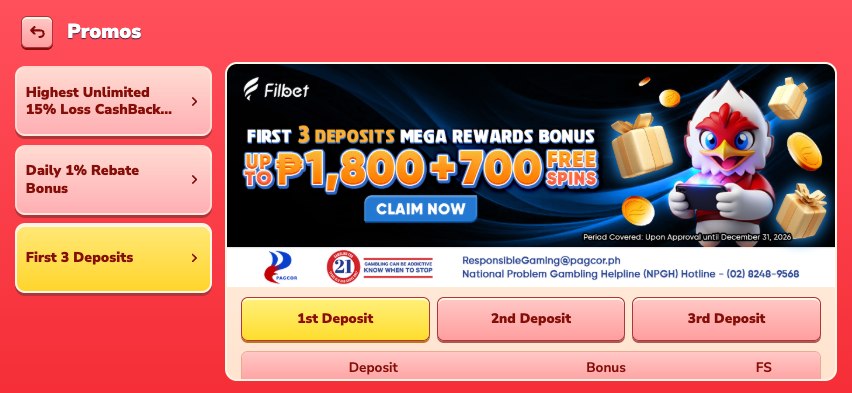 Promos
Highest Unlimited
15% Loss CashBack...
Daily 1% Rebate
Bonus
First 3 Deposits
Filbet
FIRST 3 DEPOSITS MEGA REWARDS BONUS
UP TO ₱1,800+700 FREE SPINS
CLAIM NOW
Period Covered: Upon Approval until December 31, 2026
PAGCOR
21
GAMBLING CAN BE ADDICTIVE
KNOW WHEN TO STOP
ResponsibleGaming@pagcor.ph
National Problem Gambling Helpline (NPGH) Hotline - (02) 8248-9568
1st Deposit
2nd Deposit
3rd Deposit
Deposit Bonus FS